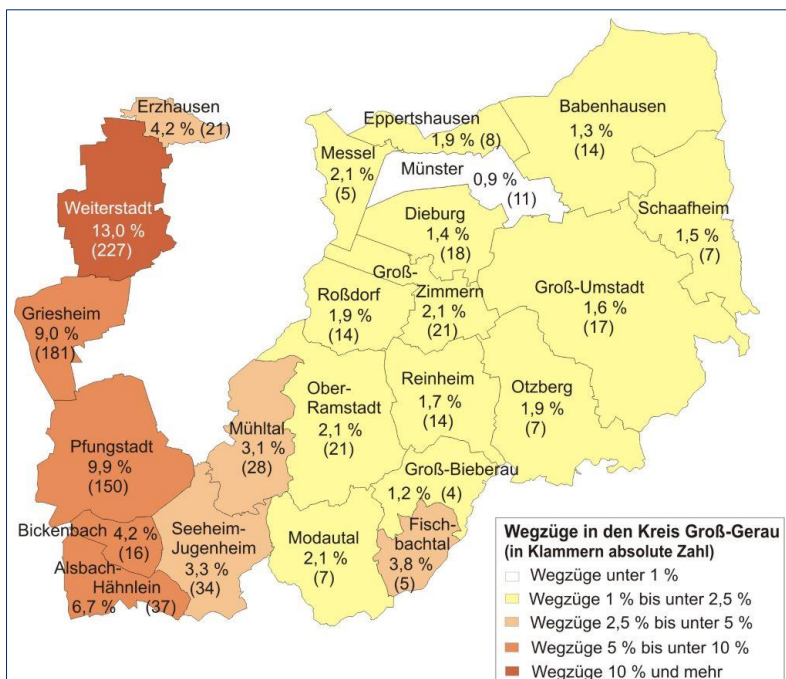 Erzhausen
4,2 % (21)
Weiterstadt
13,0 %
(227)
Griesheim
9,0 %
(181)
Pfungstadt
9,9 %
(150)
Bickenbach
4,2 %
(16)
Alsbach-
Hähnlein
6,7 %
(37)
Seeheim-
Jugenheim
3,3 %
(34)
Mühltal
3,1 %
(28)
Eppertshausen
1,9 % (8)
Messel
2,1 %
(5)
Münster
0,9 %
(11)
Babenhausen
1,3 %
(14)
Schaafheim
1,5 %
(7)
Dieburg
1,4 %
(18)
Groß-
Zimmern
2,1 %
(21)
Roßdorf
1,9 %
(14)
Groß-Umstadt
1,6 %
(17)
Ober-
Ramstadt
2,1 %
(21)
Reinheim
1,7 %
(14)
Otzberg
1,9 %
(7)
Groß-Bieberau
1,2 % (4)
Modautal
2,1 %
(7)
Fisch-
bachtal
3,8 %
(5)
Wegzüge in den Kreis Groß-Gerau
(in Klammern absolute Zahl)
Wegzüge unter 1 %
Wegzüge 1 % bis unter 2,5 %
Wegzüge 2,5 % bis unter 5 %
Wegzüge 5 % bis unter 10 %
Wegzüge 10 % und mehr